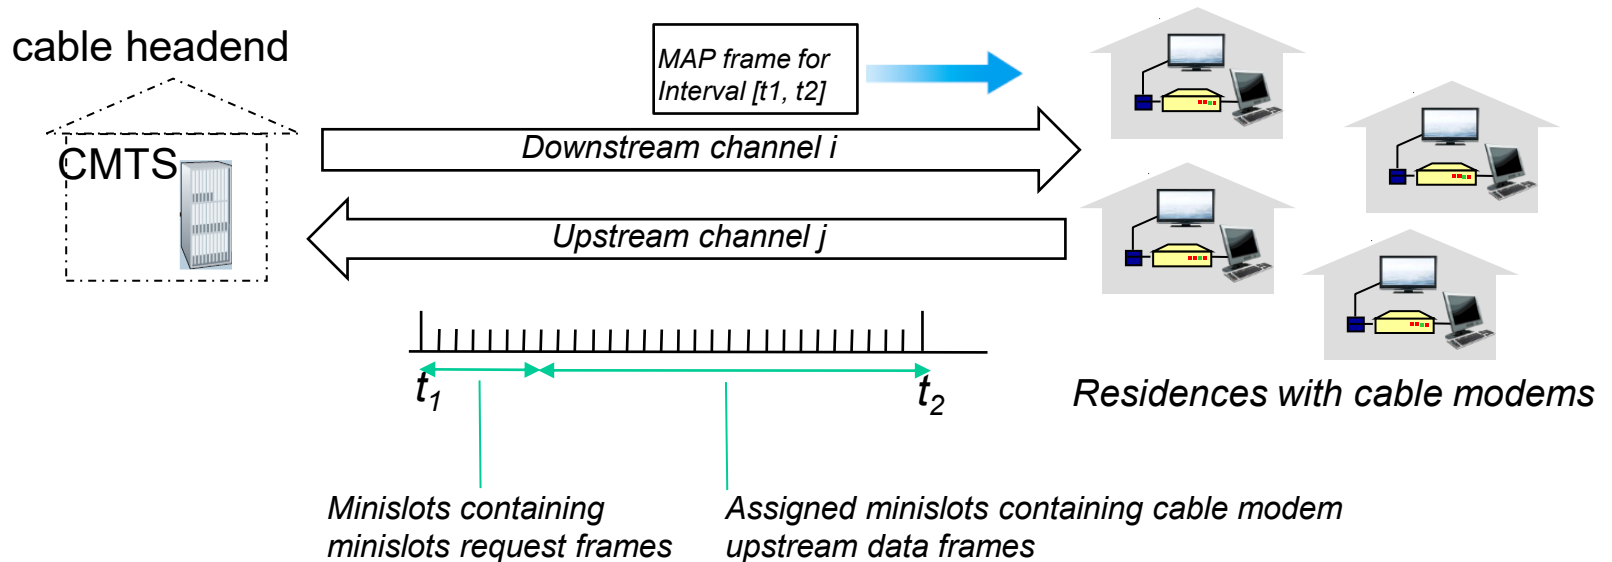 cable headend
MAP frame for
Interval [t1, t2]
CMTS
Downstream channel i
Upstream channel j
t1
t2
Residences with cable modems
Minislots containing
minislots request frames
Assigned minislots containing cable modem
upstream data frames